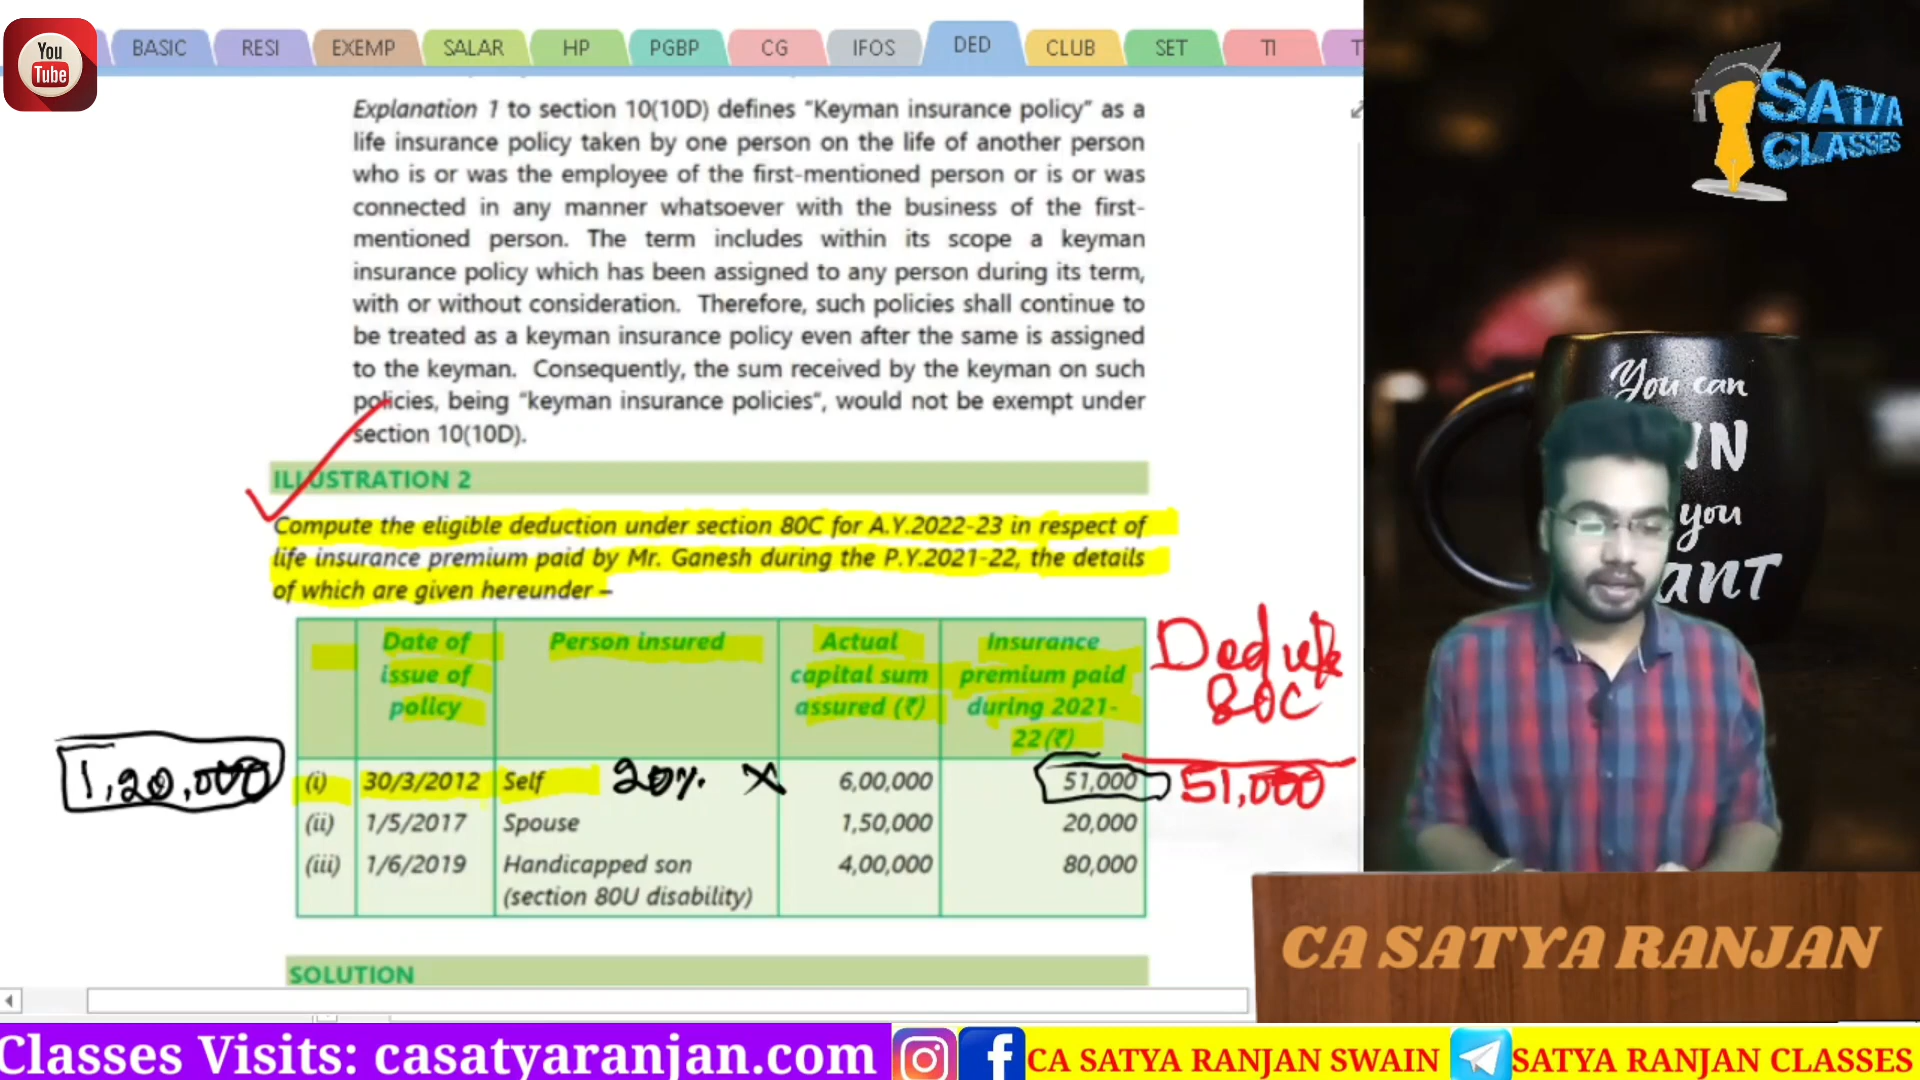 You
Tube
BASIC
RESI
EXEMP
SALAR
HP
PGBP
CG
IFOS
DED
CLUB
SET
TI
T
Explanation 1 to section 10(10D) defines “Keyman insurance policy” as a
life insurance policy taken by one person on the life of another person
who is or was the employee of the first-mentioned person or is or was
connected in any manner whatsoever with the business of the first-
mentioned person. The term includes within its scope a keyman
insurance policy which has been assigned to any person during its term,
with or without consideration. Therefore, such policies shall continue to
be treated as a keyman insurance policy even after the same is assigned
to the keyman. Consequently, the sum received by the keyman on such
policies, being “keyman insurance policies”, would not be exempt under
section 10(10D).
ILLUSTRATION 2
Compute the eligible deduction under section 80C for A.Y.2022-23 in respect of
life insurance premium paid by Mr. Ganesh during the P.Y.2021-22, the details
of which are given hereunder –
Date of issue of policy
Person insured
Actual capital sum assured (₹)
Insurance premium paid during 2021-22 (₹)
80C
1,20,000
(i) 30/3/2012 Self 20% X 6,00,000 51,000 51,000
(ii) 1/5/2017 Spouse 1,50,000 20,000
(iii) 1/6/2019 Handicapped son (section 80U disability) 4,00,000 80,000
SOLUTION
SATYA
CLASSES
You can
you
CA SATYA RANJAN
Classes Visits: casatyaranjan.com
CA SATYA RANJAN SWAIN
SATYA RANJAN CLASSES